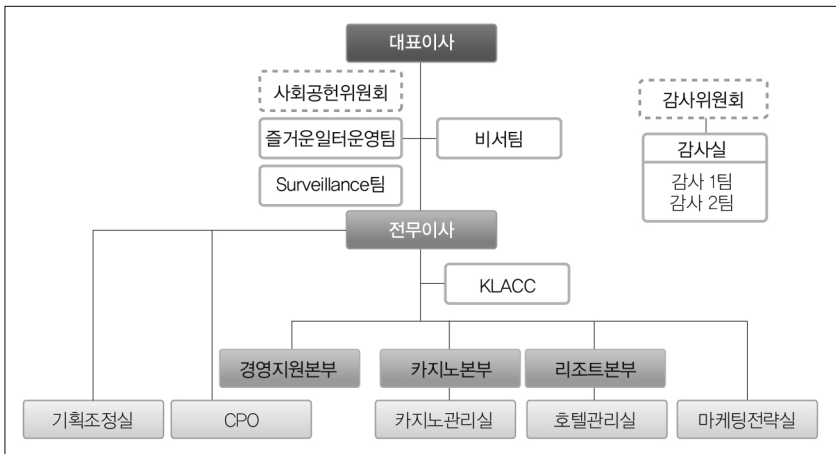 대표이사
사회공헌위원회
감사위원회
즐거운일터운영팀
비서팀
감사실
Surveillance팀
감사 1팀
감사 2팀
전무이사
KLACC
경영지원본부
카지노본부
리조트본부
기획조정실
CPO
카지노관리실
호텔관리실
마케팅전략실